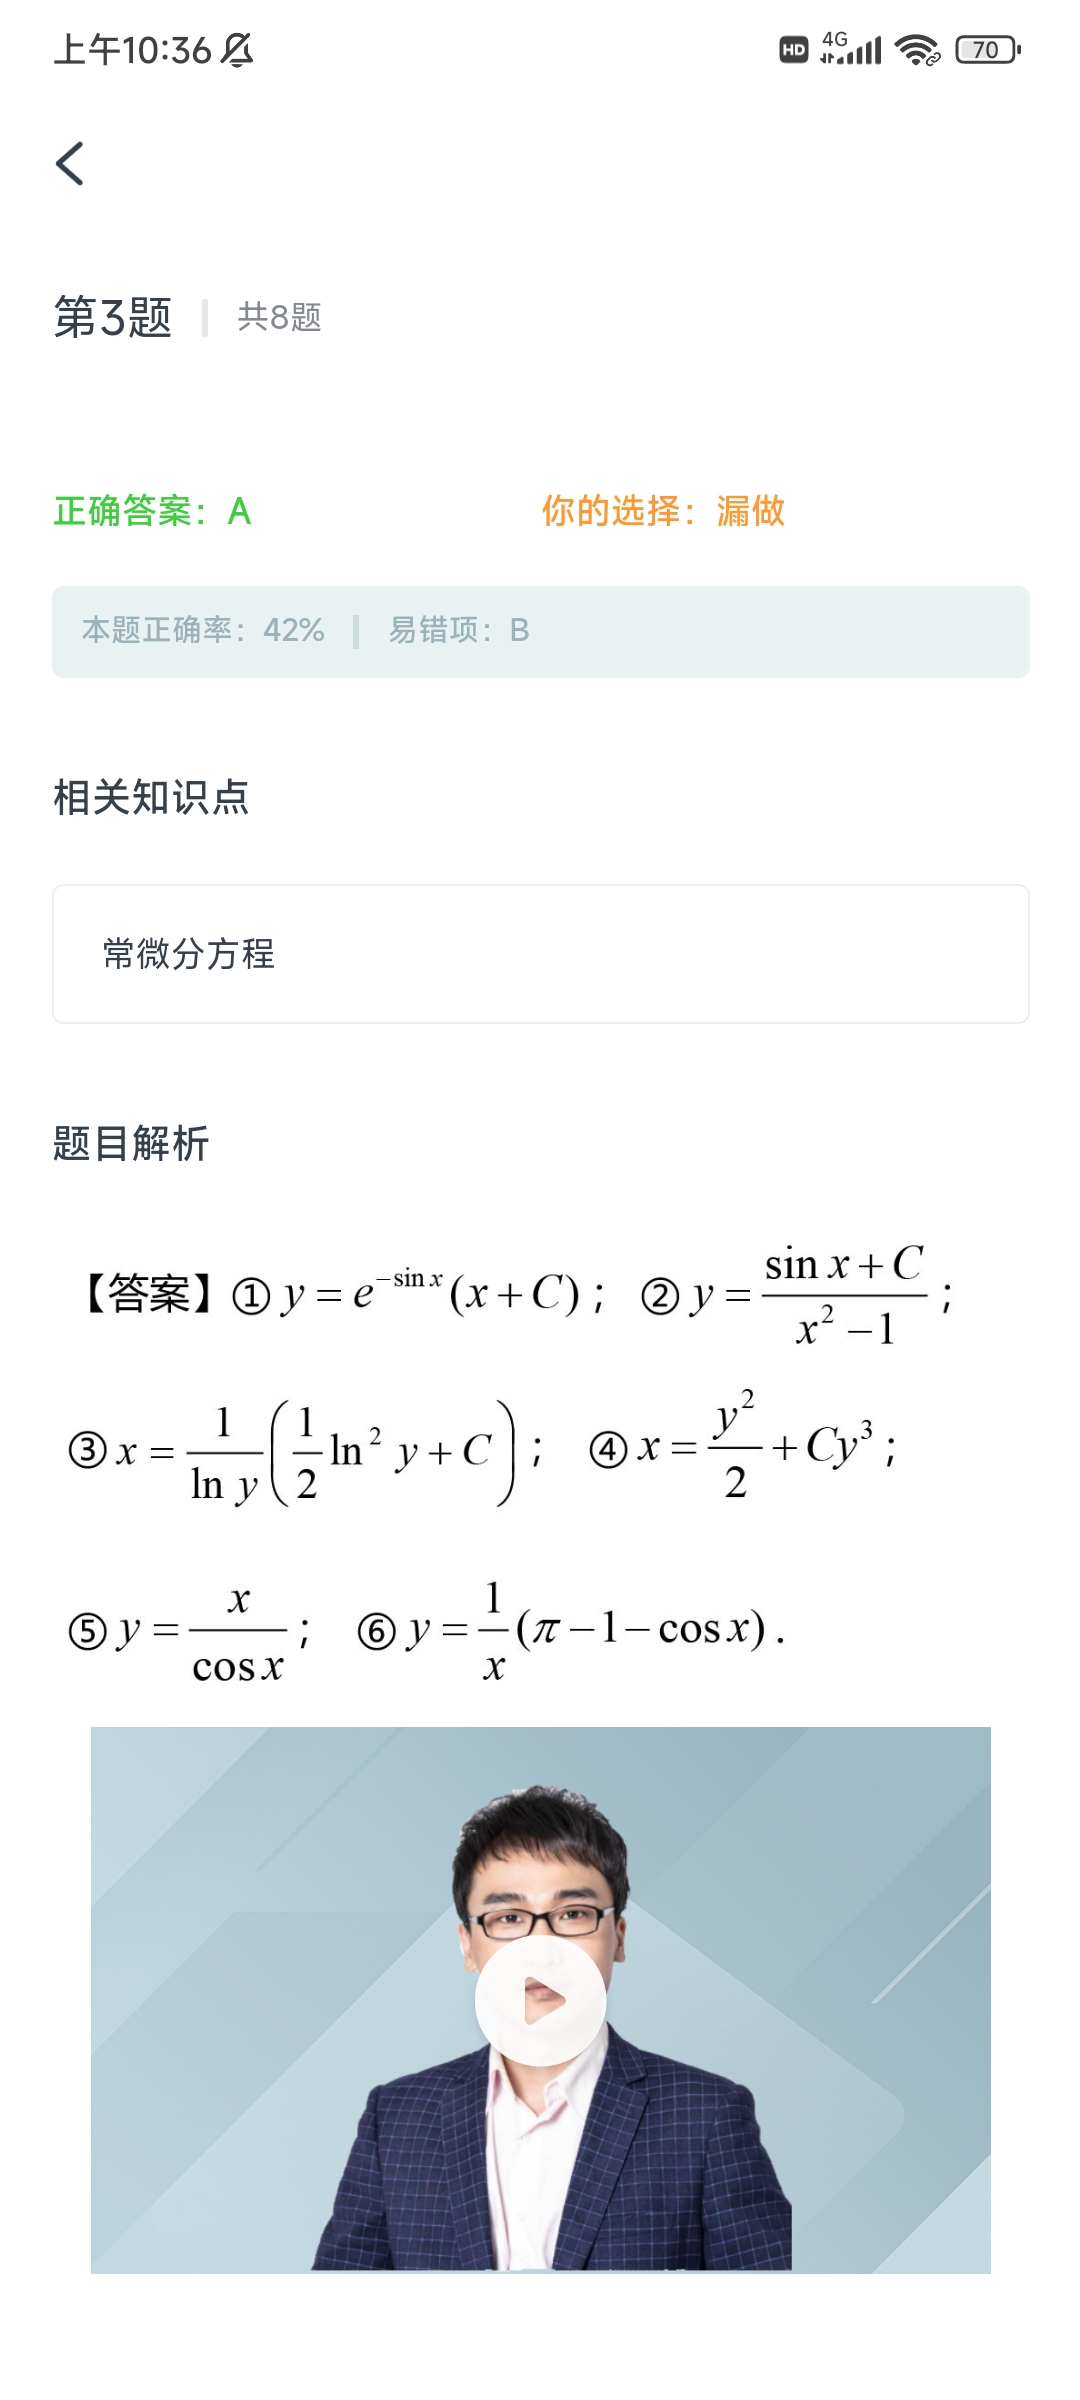 上午10:36 HD 4G 70
第3题 共8题
正确答案：A 你的选择：漏做
本题正确率：42% 易错项：B
相关知识点
常微分方程
题目解析
【答案】① y = e^{-sin x}(x + C)； ② y = \frac{sin x + C}{x^2 - 1}；
③ x = \frac{1}{ln y}(\frac{1}{2} ln^2 y + C)； ④ x = \frac{y^2}{2} + Cy^3；
⑤ y = \frac{x}{cos x}； ⑥ y = \frac{1}{x}(π - 1 - cos x) .